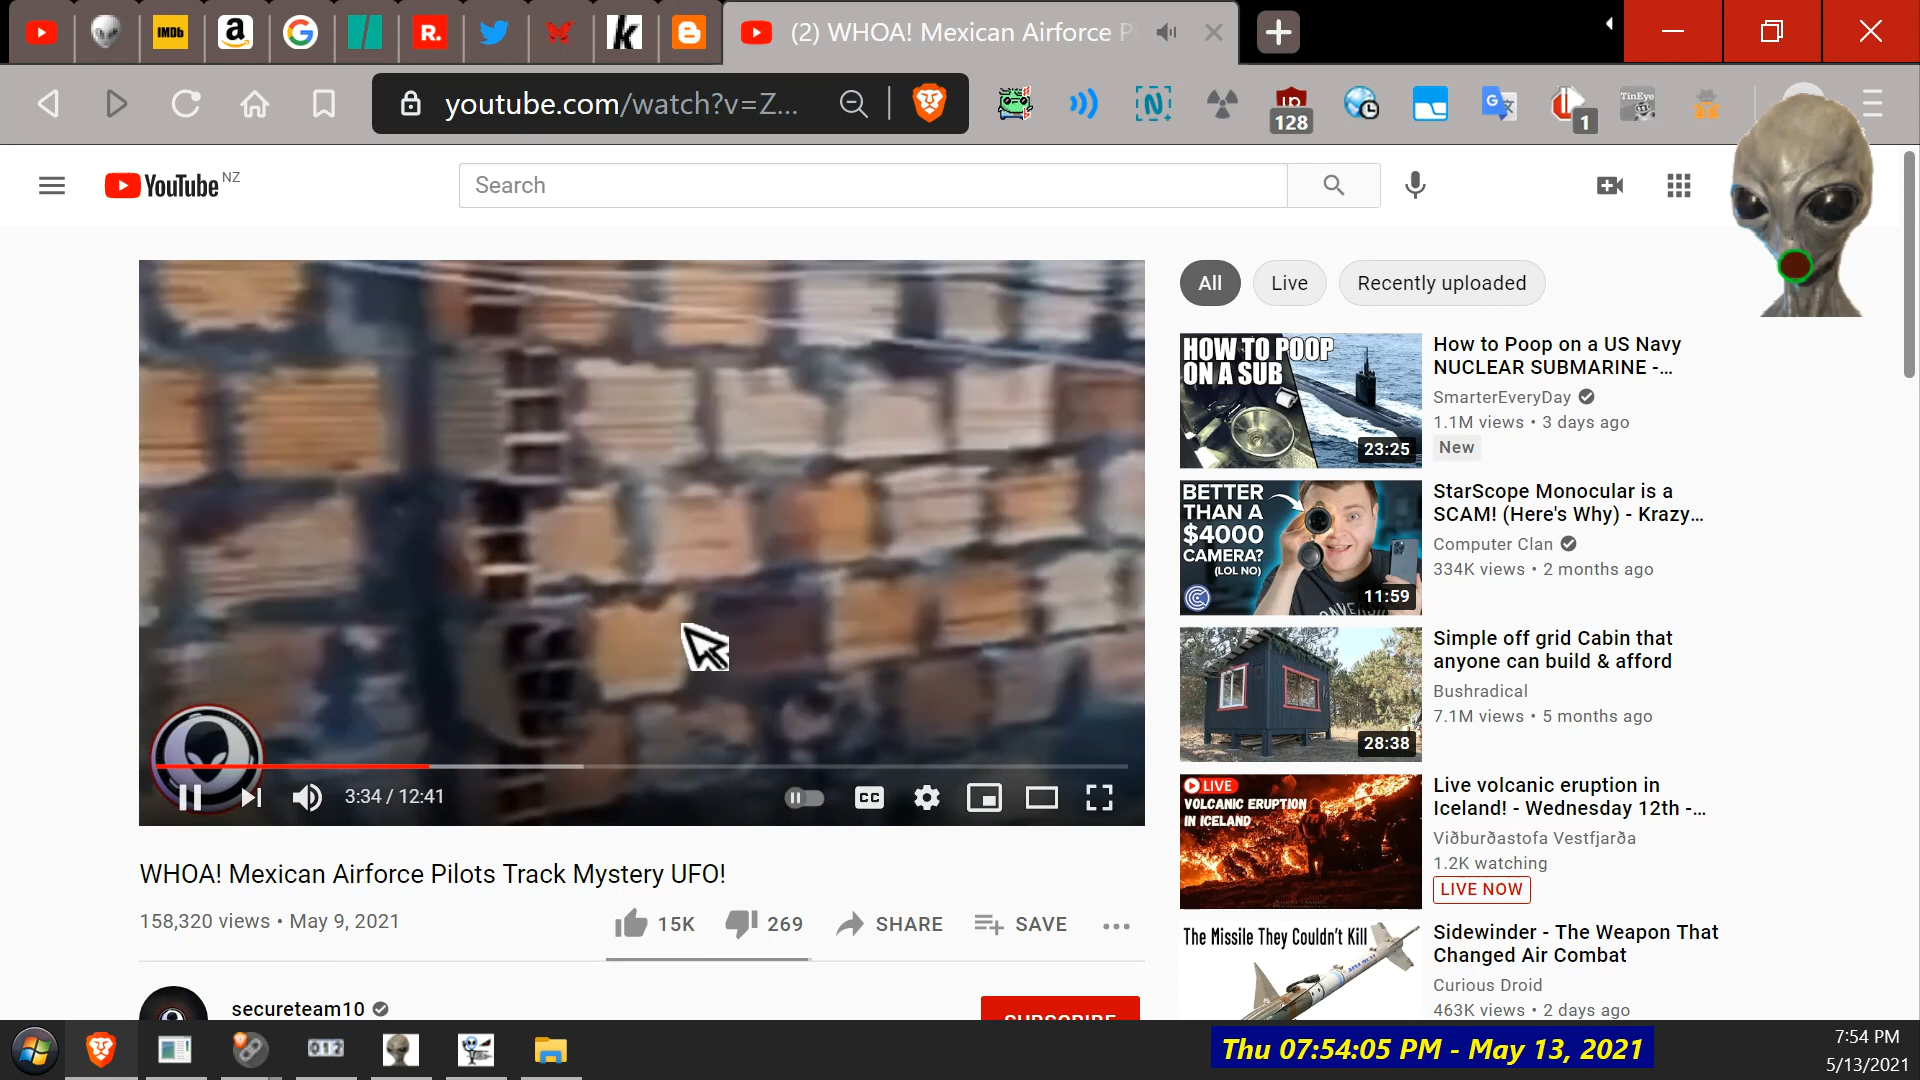 IMDb
a
G
R.
k
(2) WHOA! Mexican Airforce P
youtube.com/watch?v=Z...
N
128
G
1
TinEye
YouTube NZ
Search
All
Live
Recently uploaded
HOW TO POOP
ON A SUB
23:25
How to Poop on a US Navy
NUCLEAR SUBMARINE -...
SmarterEveryDay
1.1M views • 3 days ago
New
BETTER
THAN A
$4000
CAMERA?
(LOL NO)
11:59
StarScope Monocular is a
SCAM! (Here's Why) - Krazy...
Computer Clan
334K views • 2 months ago
28:38
Simple off grid Cabin that
anyone can build & afford
Bushradical
7.1M views • 5 months ago
LIVE
VOLCANIC ERUPTION
IN ICELAND
Live volcanic eruption in
Iceland! - Wednesday 12th -...
Viðburðastofa Vestfjarða
1.2K watching
LIVE NOW
The Missile They Couldn't Kill
Sidewinder - The Weapon That
Changed Air Combat
Curious Droid
463K views • 2 days ago
3:34 / 12:41
CC
WHOA! Mexican Airforce Pilots Track Mystery UFO!
158,320 views • May 9, 2021
15K
269
SHARE
SAVE
secureteam10
SUBSCRIBE
012
Thu 07:54:05 PM - May 13, 2021
7:54 PM
5/13/2021